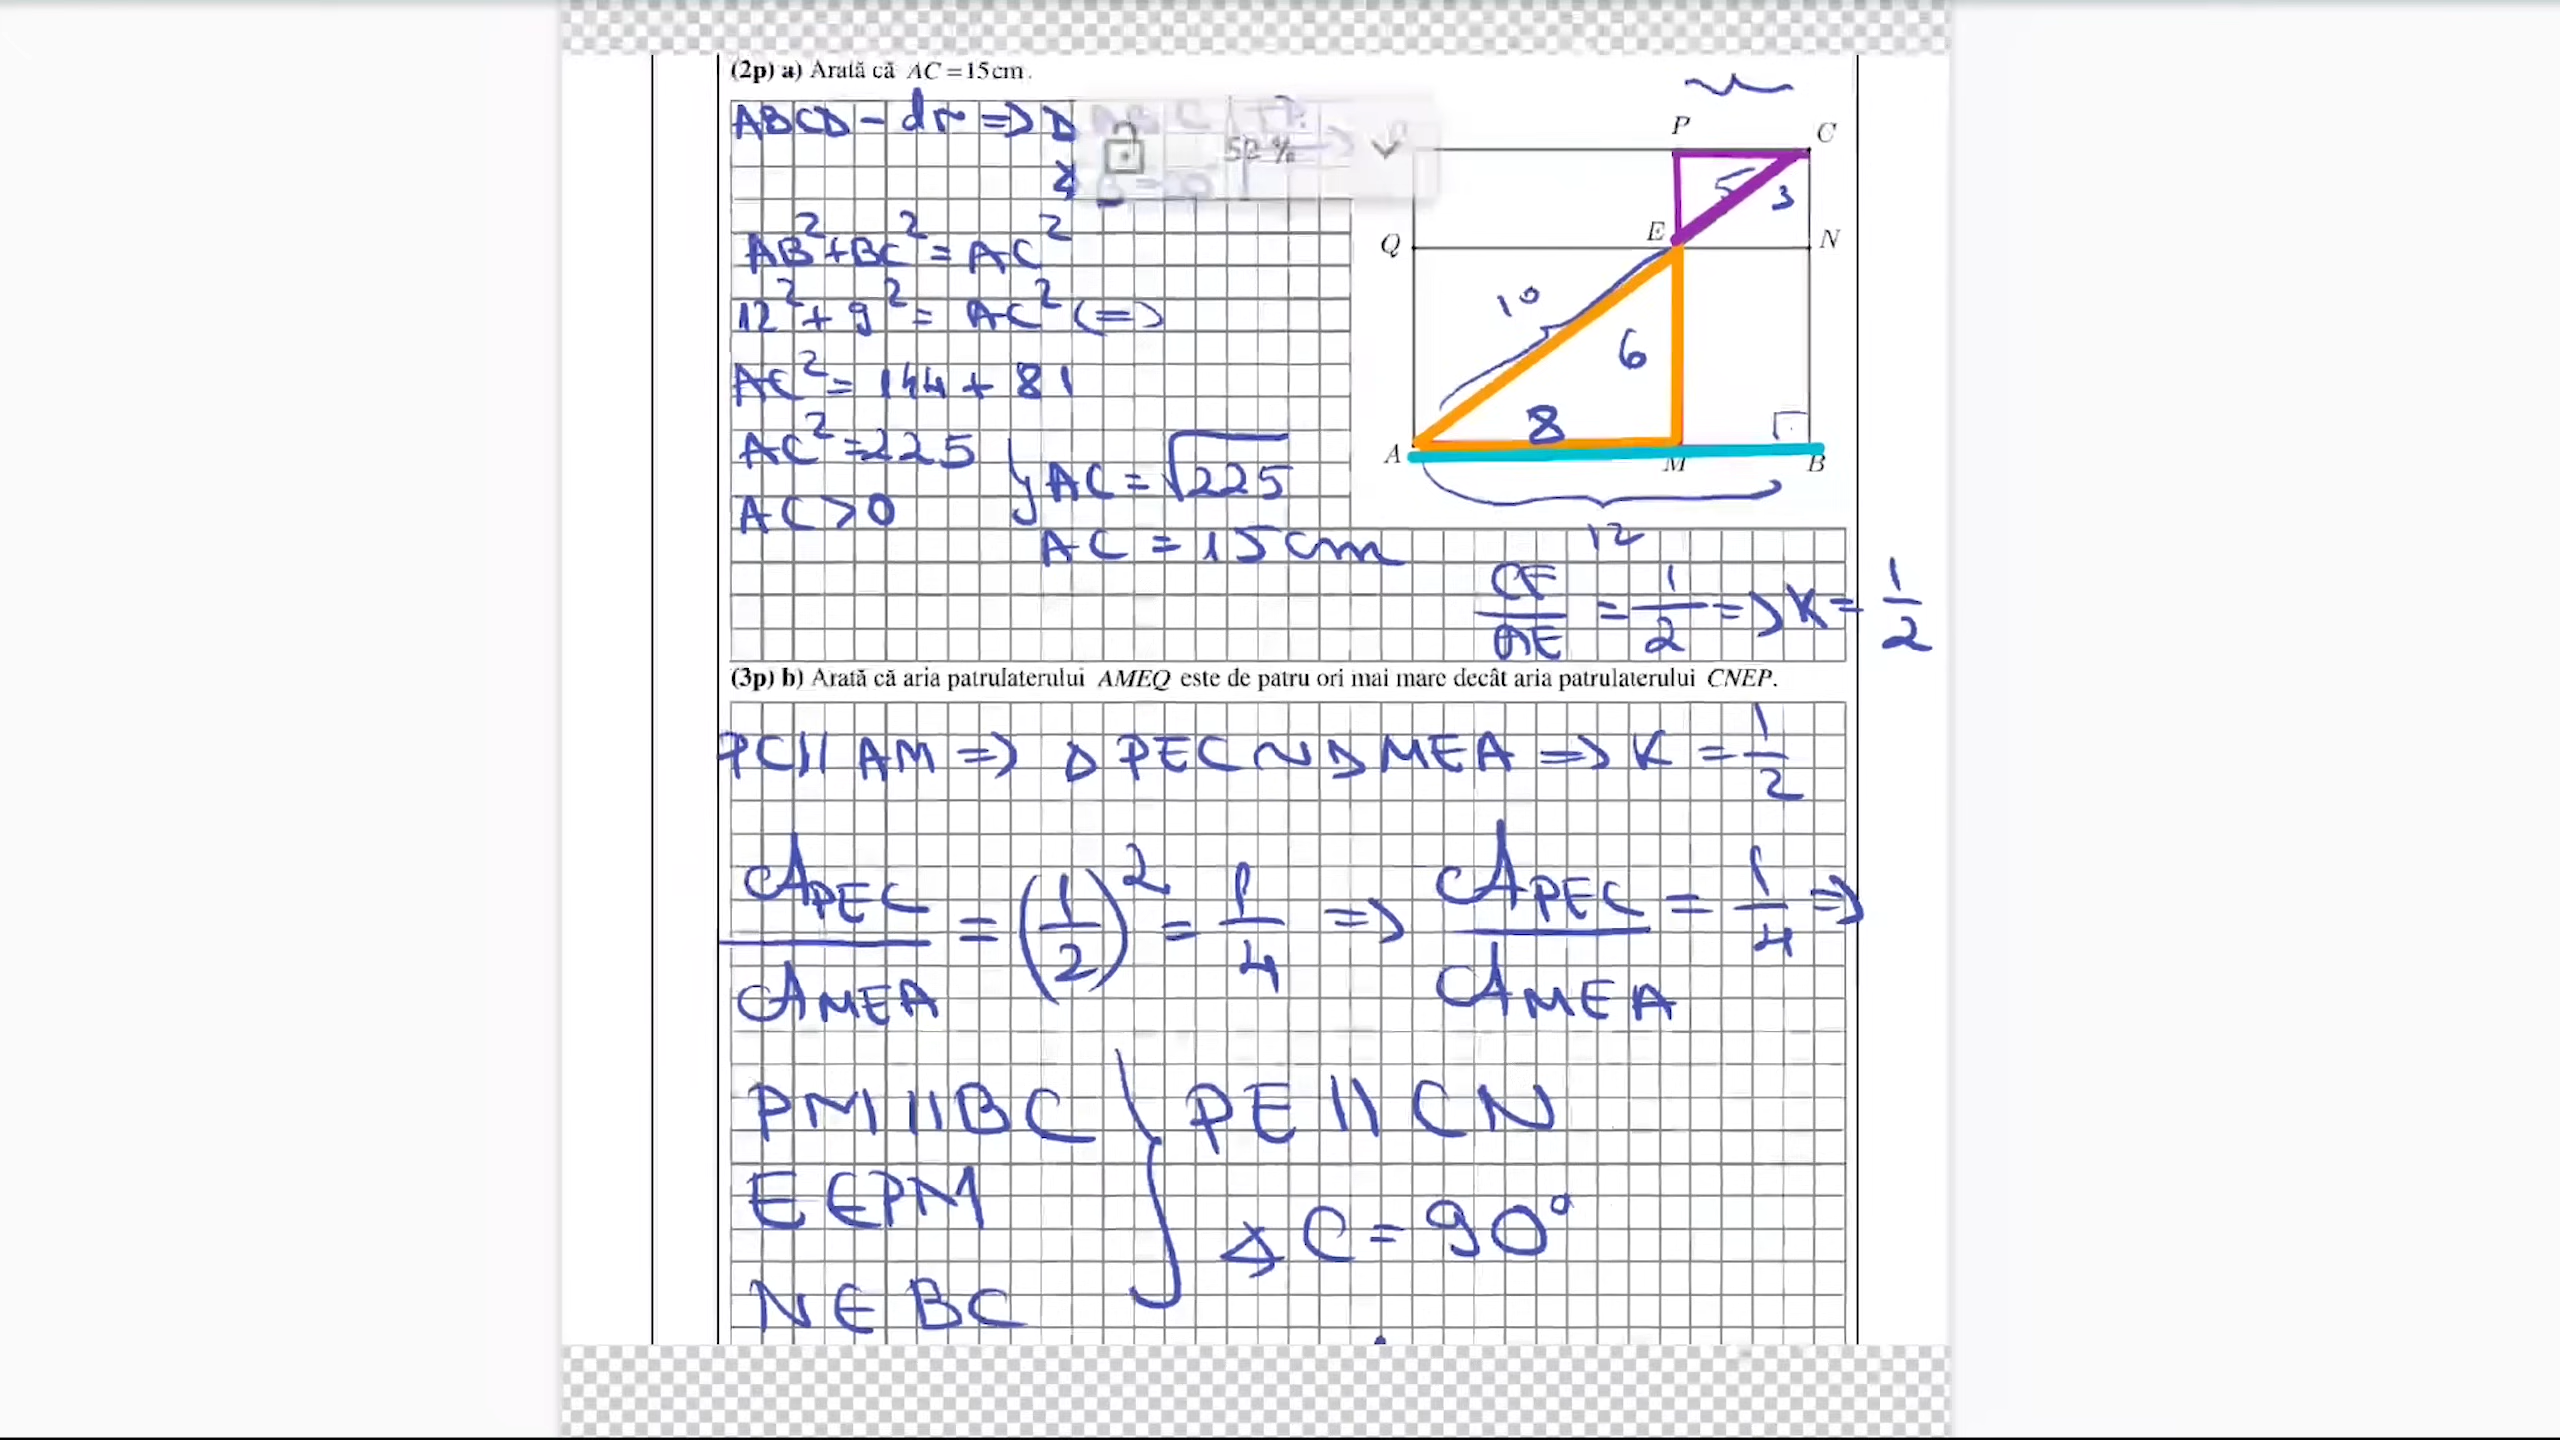 (2p) a) Arată că AC = 15 cm.
ABCD - dr => Δ ABC
50 %
AB² + BC² = AC²
12² + 9² = AC² (=>
AC² = 144 + 81
AC² = 225
AC > 0
AC = √225
AC = 15 cm
P
C
5
3
Q
E
N
10
6
8
A
M
B
12
CE/AE = 1/2 => K = 1/2
(3p) b) Arată că aria patrulaterului AMEQ este de patru ori mai mare decât aria patrulaterului CNEP.
PC || AM => Δ PEC ~ Δ MEA => K = 1/2
A PEC / A MEA = (1/2)² = 1/4 => A PEC / A MEA = 1/4 =>
PM || BC } PE || CN
E ∈ PM
∢ C = 90°
N ∈ BC